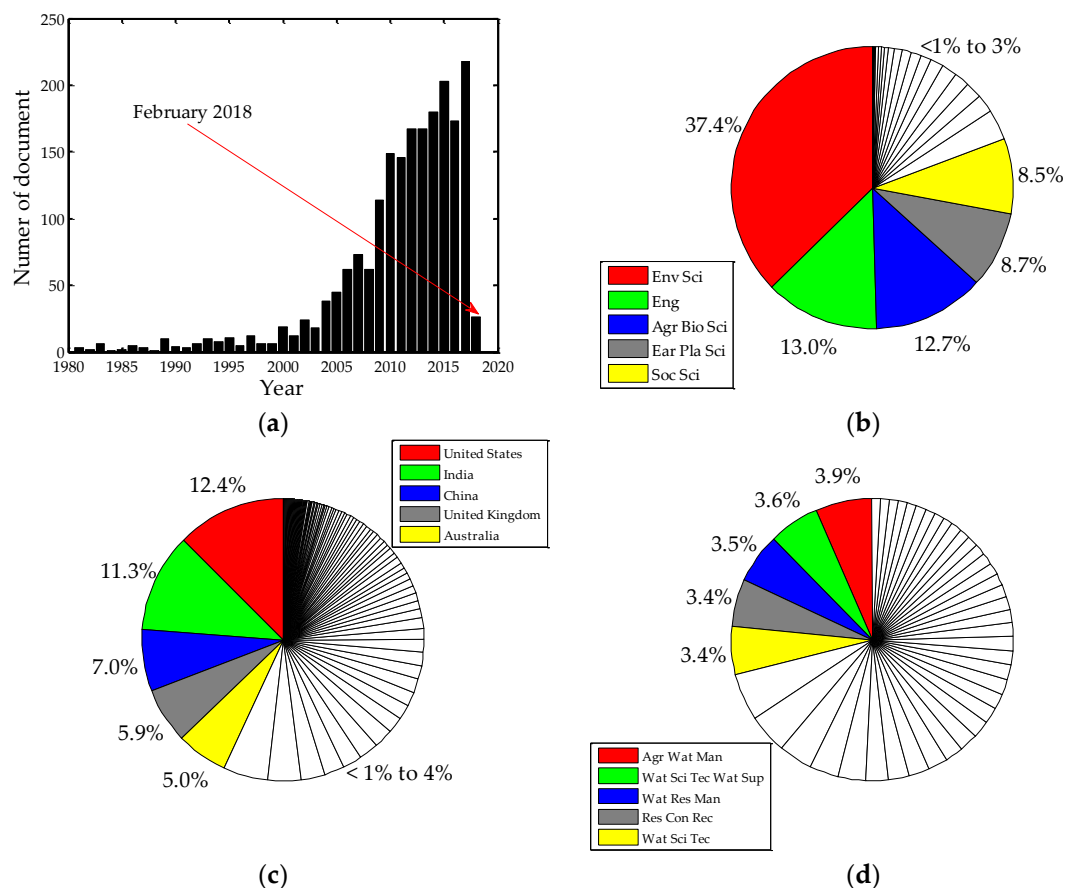 250
200
150
100
50
0
Numer of document
February 2018
1980 1985 1990 1995 2000 2005 2010 2015 2020
Year
(a)
<1% to 3%
37.4%
8.5%
8.7%
12.7%
13.0%
Env Sci
Eng
Agr Bio Sci
Ear Pla Sci
Soc Sci
(b)
United States
India
China
United Kingdom
Australia
12.4%
11.3%
7.0%
5.9%
5.0%
< 1% to 4%
(c)
3.9%
3.6%
3.5%
3.4%
3.4%
Agr Wat Man
Wat Sci Tec Wat Sup
Wat Res Man
Res Con Rec
Wat Sci Tec
(d)